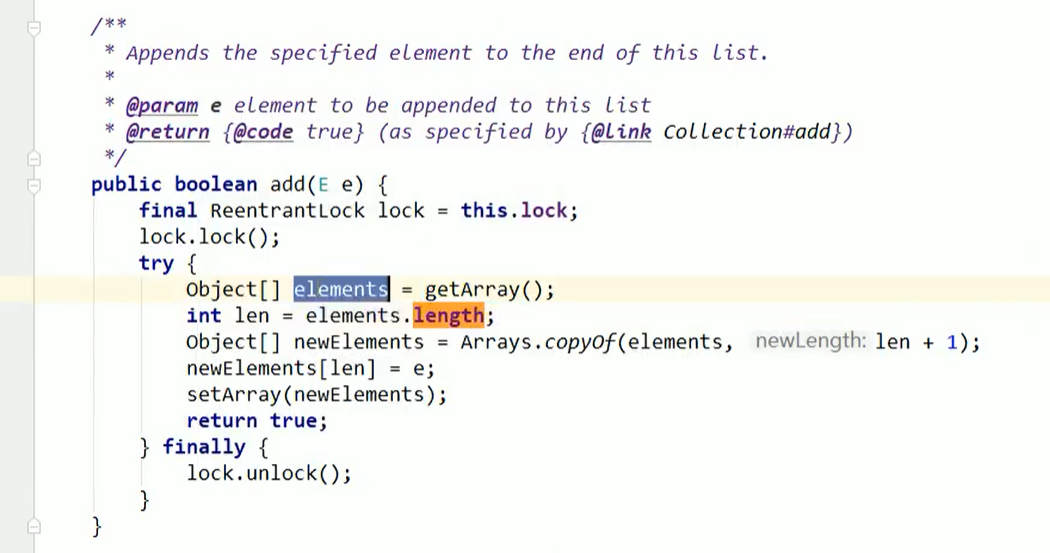 /**
* Appends the specified element to the end of this list.
*
* @param e element to be appended to this list
* @return {@code true} (as specified by {@link Collection#add})
*/
public boolean add(E e) {
final ReentrantLock lock = this.lock;
lock.lock();
try {
Object[] elements = getArray();
int len = elements.length;
Object[] newElements = Arrays.copyOf(elements, newLength: len + 1);
newElements[len] = e;
setArray(newElements);
return true;
} finally {
lock.unlock();
}
}